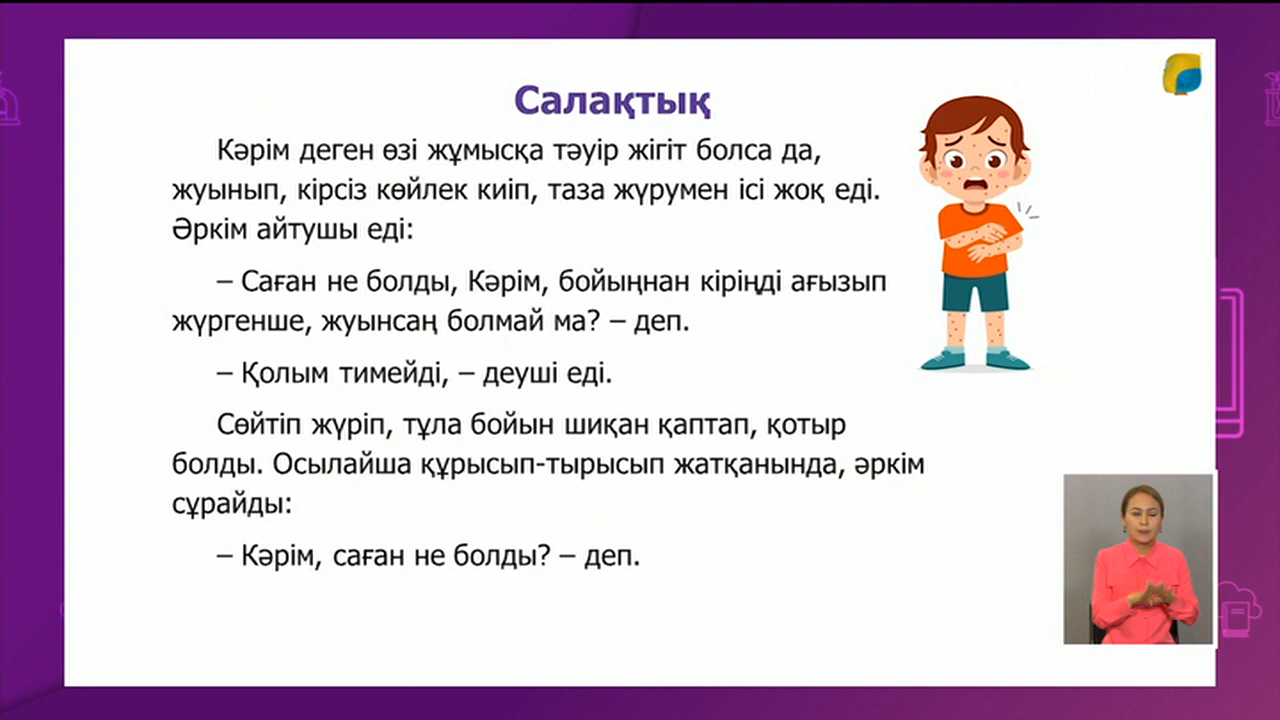 Салақтық
Кәрім деген өзі жұмысқа тәуір жігіт болса да,
жуынып, кірсіз көйлек киіп, таза жүрумен ісі жоқ еді.
Әркім айтушы еді:
– Саған не болды, Кәрім, бойыңнан кіріңді ағызып
жүргенше, жуынсаң болмай ма? – деп.
– Қолым тимейді, – деуші еді.
Сөйтіп жүріп, тұла бойын шиқан қаптап, қотыр
болды. Осылайша құрысып-тырысып жатқанында, әркім
сұрайды:
– Кәрім, саған не болды? – деп.